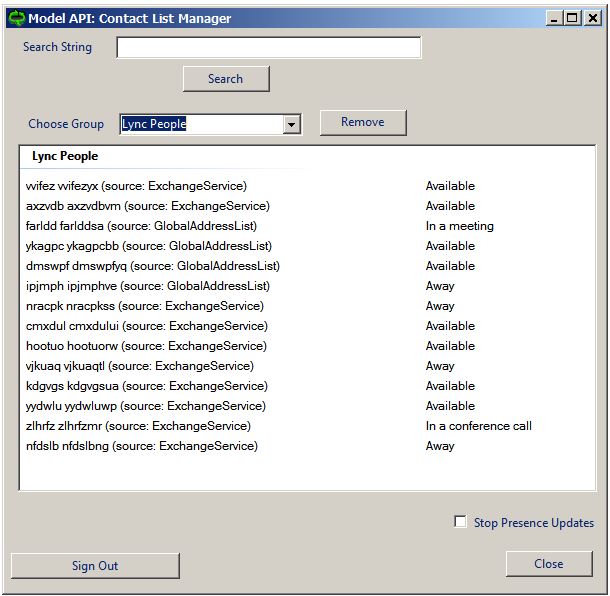 Model API: Contact List Manager
Search String
Search
Choose Group Lync People Remove
Lync People
wifez wifezyx (source: ExchangeService) Available
axzvdb axzvdbvm (source: ExchangeService) Available
farldd farlddsa (source: GlobalAddressList) In a meeting
ykagpc ykagpcbb (source: GlobalAddressList) Available
dmswpf dmswpfyq (source: GlobalAddressList) Available
ipjmph ipjmphve (source: GlobalAddressList) Away
nracpk nracpkss (source: ExchangeService) Away
cmxdul cmxdului (source: ExchangeService) Available
hootuo hootuorw (source: ExchangeService) Available
vjkuaq vjkuaqtl (source: ExchangeService) Away
kdgvgs kdgvgsua (source: ExchangeService) Available
yydwlu yydwluwp (source: ExchangeService) Available
zlhrfz zlhrfzmr (source: ExchangeService) In a conference call
nfdslb nfdslbng (source: ExchangeService) Away
Stop Presence Updates
Sign Out Close